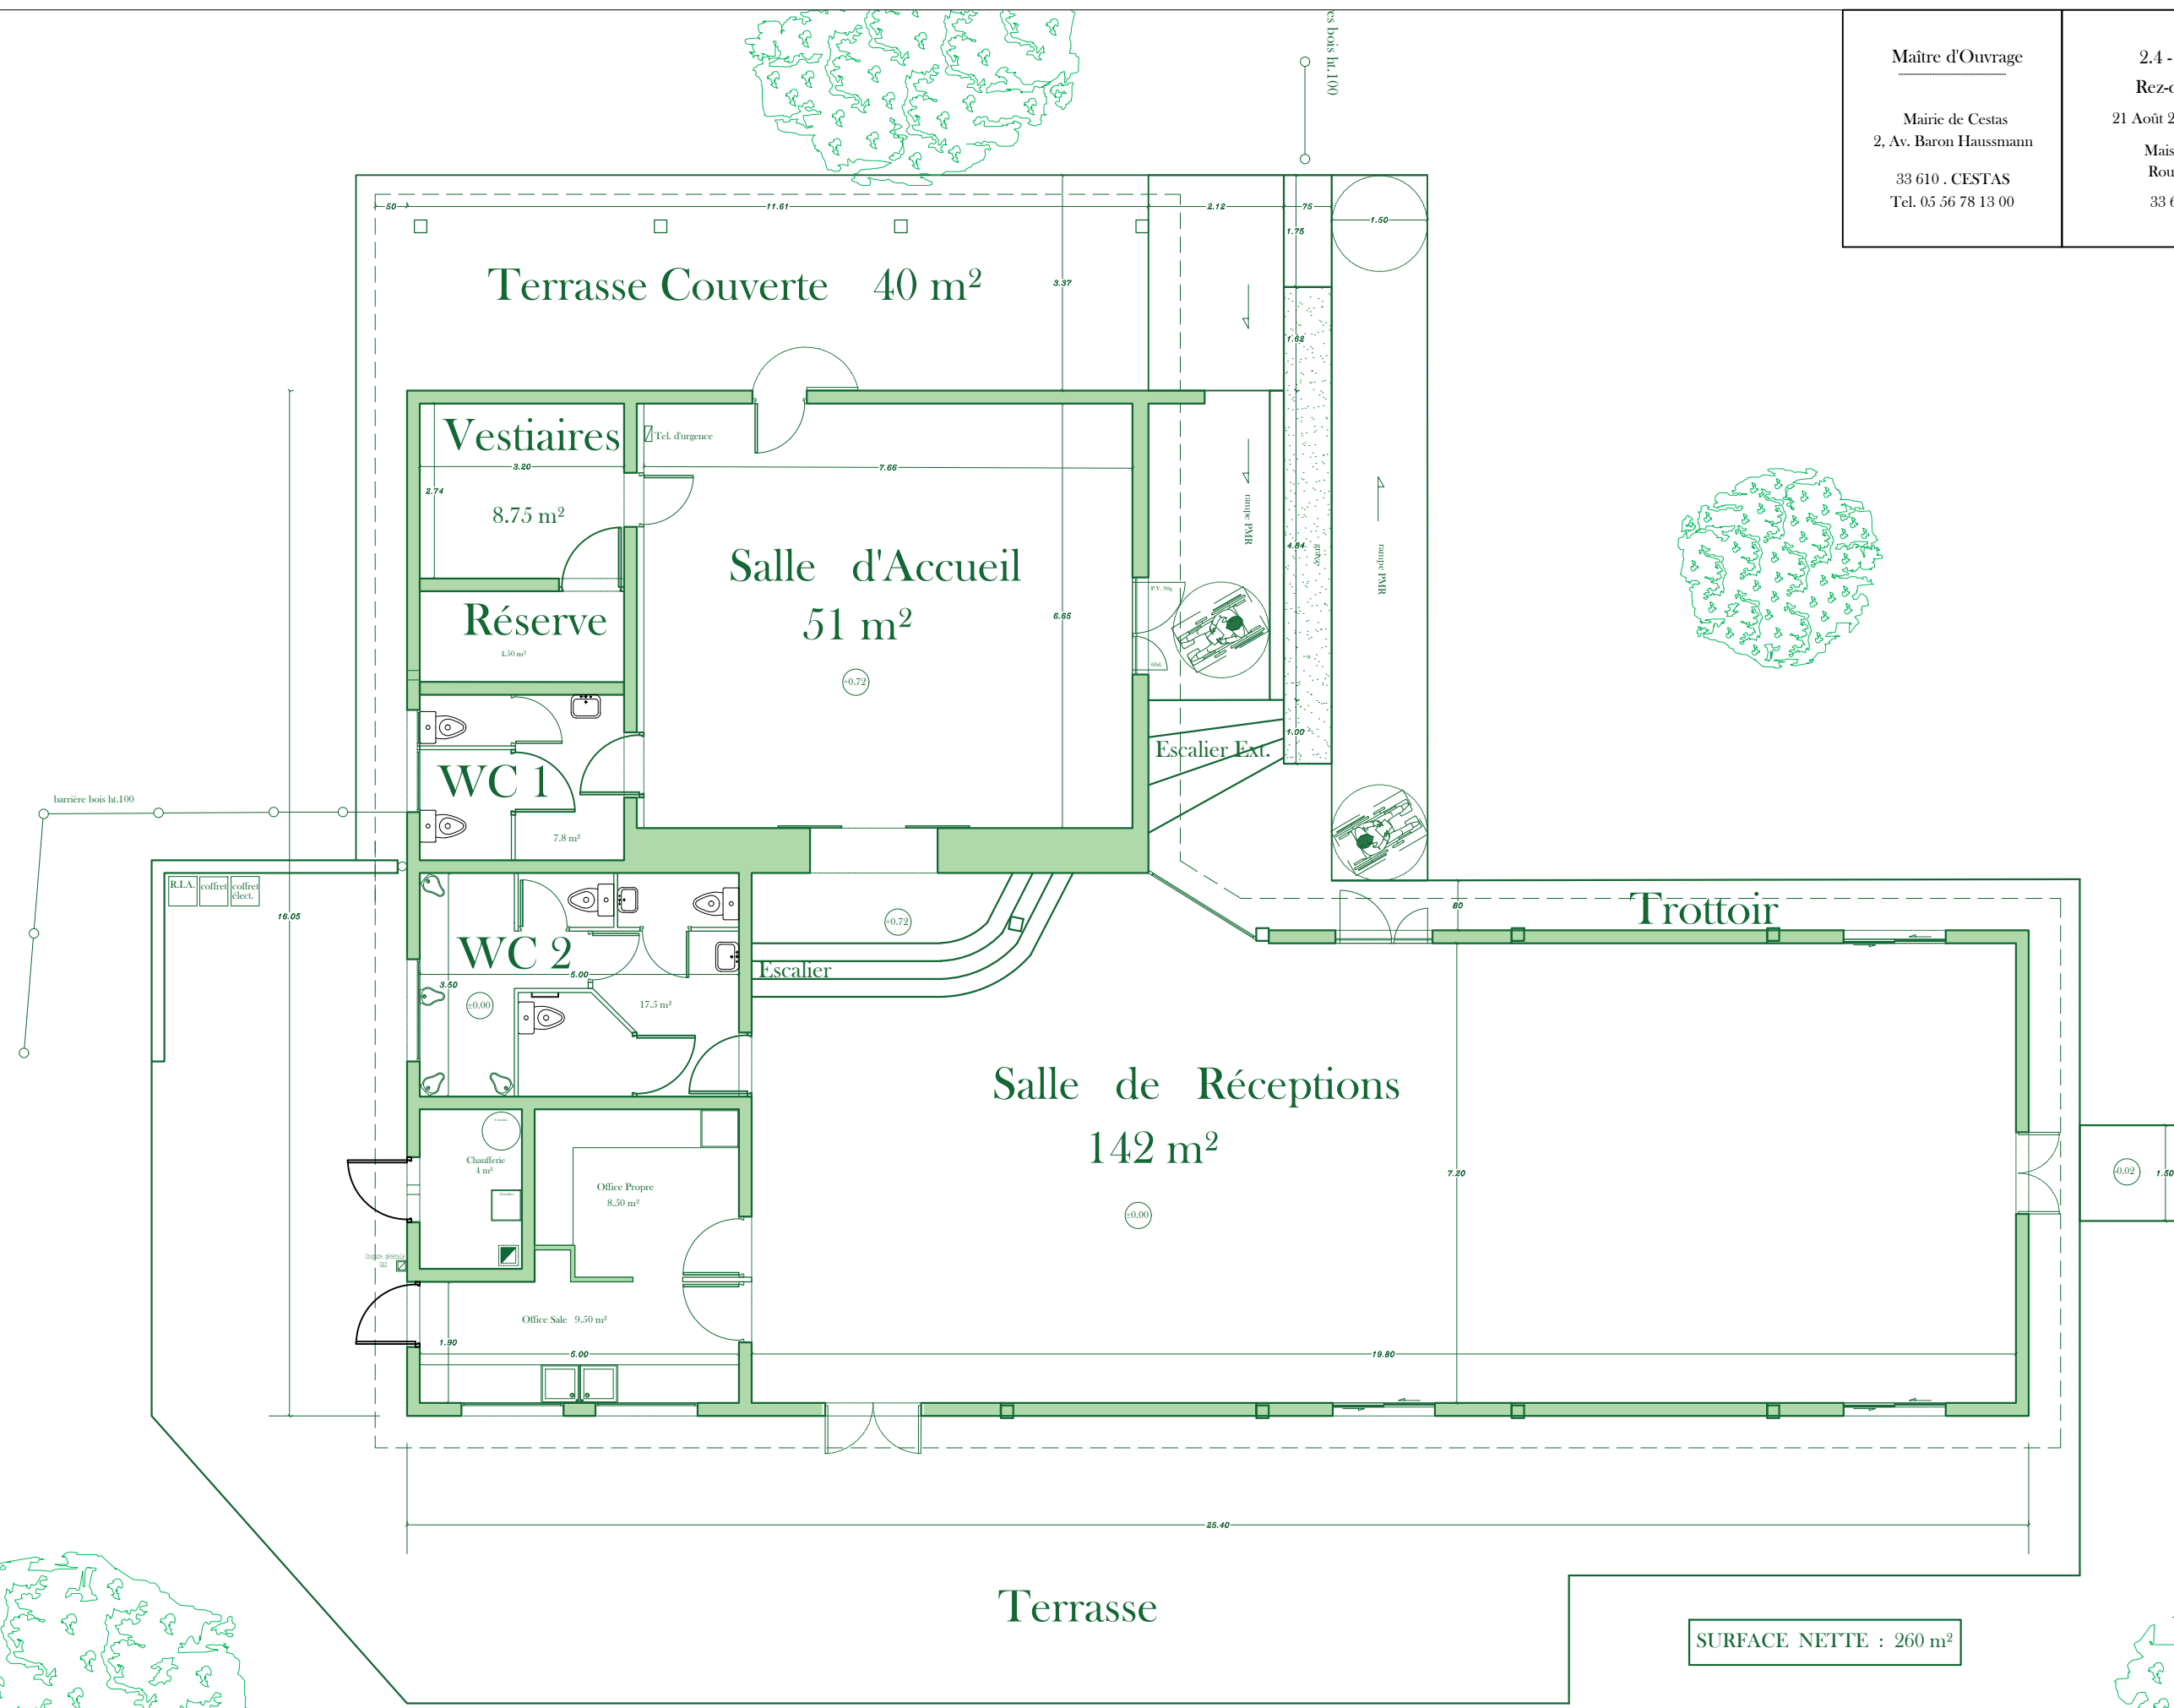 es bois ht.100
Maître d'Ouvrage
Mairie de Cestas
2, Av. Baron Haussmann
33 610 . CESTAS
Tel. 05 56 78 13 00
2.4 -
Rez-d
21 Août 2
Mais
Rou
33 6
50
11.61
2.12
75
1.50
1.75
Terrasse Couverte 40 m²
3.37
1.62
Vestiaires
Tel. d'urgence
3.20
7.66
2.74
8.75 m²
rampe PMR
4.84
rampe PMR
Salle d'Accueil
51 m²
P.V. 90g
Réserve
6.65
4.50 m²
60d.
+0.72
1.00
Escalier Ext.
WC 1
barrière bois ht.100
7.8 m²
R.I.A.
coffret
coffret
élect.
16.05
+0.72
80
Trottoir
WC 2
Escalier
5.00
3.50
±0.00
17.5 m²
Salle de Réceptions
142 m²
Chaufferie
4 m²
7.20
-0.02
1.50
Office Propre
8.50 m²
±0.00
Office Sale 9.50 m²
1.90
5.00
19.80
25.40
Terrasse
SURFACE NETTE : 260 m²